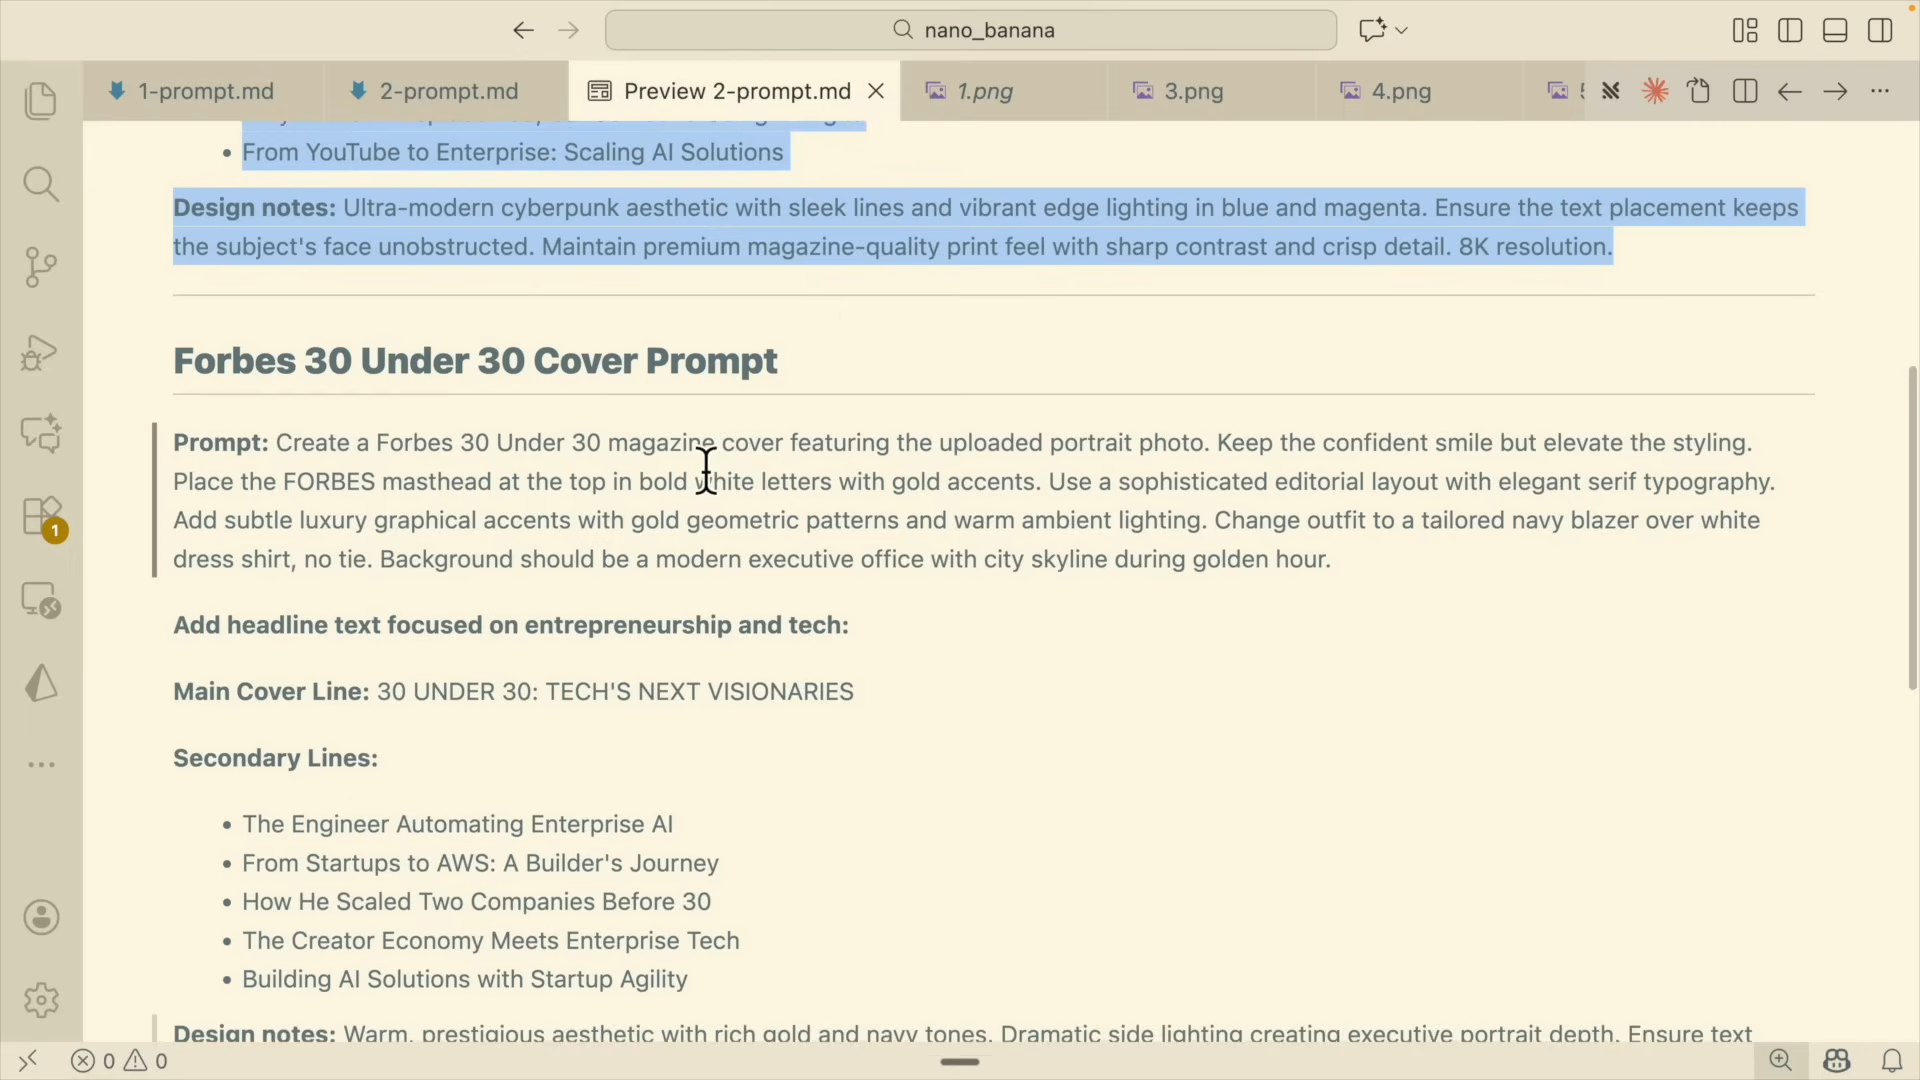 nano_banana
1-prompt.md
2-prompt.md
Preview 2-prompt.md
1.png
3.png
4.png
• From YouTube to Enterprise: Scaling AI Solutions
Design notes: Ultra-modern cyberpunk aesthetic with sleek lines and vibrant edge lighting in blue and magenta. Ensure the text placement keeps
the subject's face unobstructed. Maintain premium magazine-quality print feel with sharp contrast and crisp detail. 8K resolution.
Forbes 30 Under 30 Cover Prompt
Prompt: Create a Forbes 30 Under 30 magazine cover featuring the uploaded portrait photo. Keep the confident smile but elevate the styling.
Place the FORBES masthead at the top in bold white letters with gold accents. Use a sophisticated editorial layout with elegant serif typography.
Add subtle luxury graphical accents with gold geometric patterns and warm ambient lighting. Change outfit to a tailored navy blazer over white
dress shirt, no tie. Background should be a modern executive office with city skyline during golden hour.
Add headline text focused on entrepreneurship and tech:
Main Cover Line: 30 UNDER 30: TECH'S NEXT VISIONARIES
Secondary Lines:
• The Engineer Automating Enterprise AI
• From Startups to AWS: A Builder's Journey
• How He Scaled Two Companies Before 30
• The Creator Economy Meets Enterprise Tech
• Building AI Solutions with Startup Agility
Design notes: Warm, prestigious aesthetic with rich gold and navy tones. Dramatic side lighting creating executive portrait depth. Ensure text
1
0 0